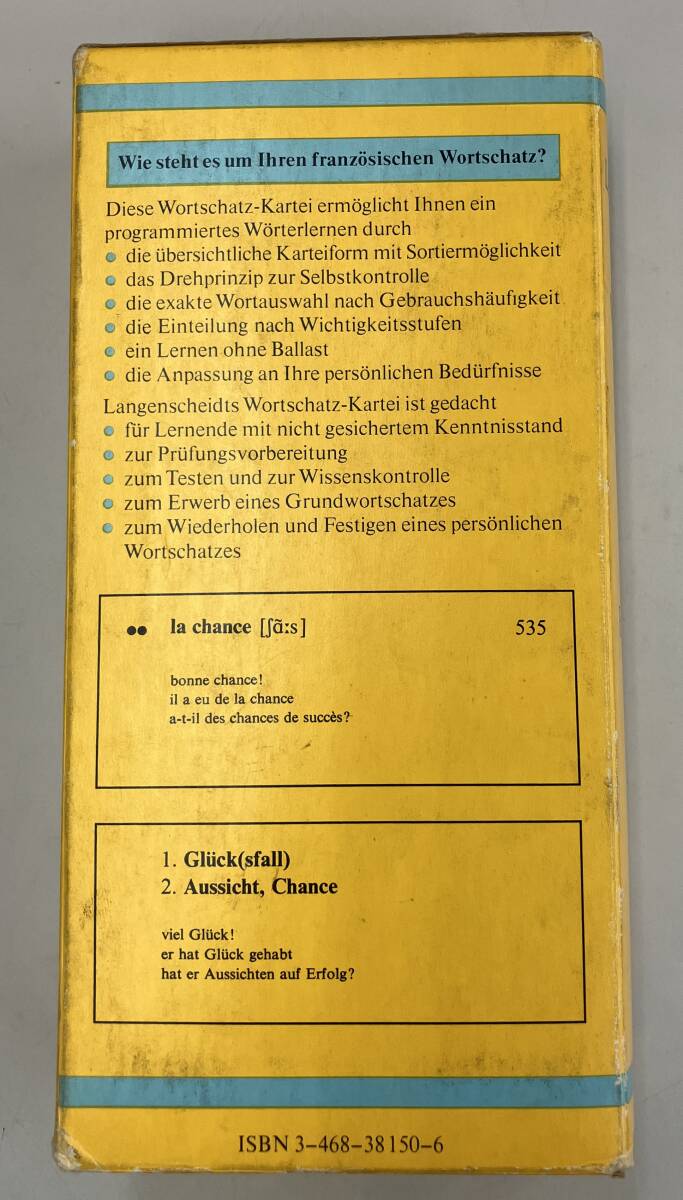 Wie steht es um Ihren französischen Wortschatz?
Diese Wortschatz-Kartei ermöglicht Ihnen ein
programmiertes Wörterlernen durch
● die übersichtliche Karteiform mit Sortiermöglichkeit
● das Drehprinzip zur Selbstkontrolle
● die exakte Wortauswahl nach Gebrauchshäufigkeit
● die Einteilung nach Wichtigkeitsstufen
● ein Lernen ohne Ballast
● die Anpassung an Ihre persönlichen Bedürfnisse
Langenscheidts Wortschatz-Kartei ist gedacht
● für Lernende mit nicht gesichertem Kenntnisstand
● zur Prüfungsvorbereitung
● zum Testen und zur Wissenskontrolle
● zum Erwerb eines Grundwortschatzes
● zum Wiederholen und Festigen eines persönlichen
Wortschatzes
●● la chance [ʃɑ̃:s] 535
bonne chance!
il a eu de la chance
a-t-il des chances de succès?
1. Glück(sfall)
2. Aussicht, Chance
viel Glück!
er hat Glück gehabt
hat er Aussichten auf Erfolg?
ISBN 3-468-38150-6